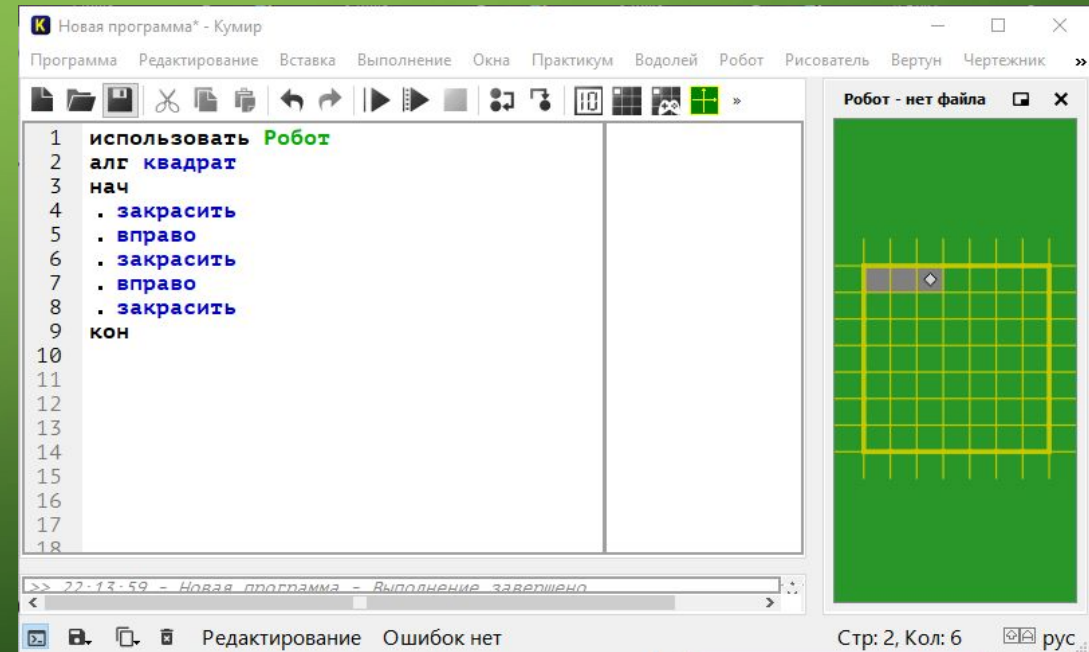 Новая программа* - Кумир
Программа Редактирование Вставка Выполнение Окна Практикум Водолей Робот Рисователь Вертун Чертежник »
Робот - нет файла
1 использовать Робот
2 алг квадрат
3 нач
4 . закрасить
5 . вправо
6 . закрасить
7 . вправо
8 . закрасить
9 кон
10
11
12
13
14
15
16
17
18
>> 22:13:59 - Новая программа - Выполнение завершено
Редактирование Ошибок нет Стр: 2, Кол: 6 рус